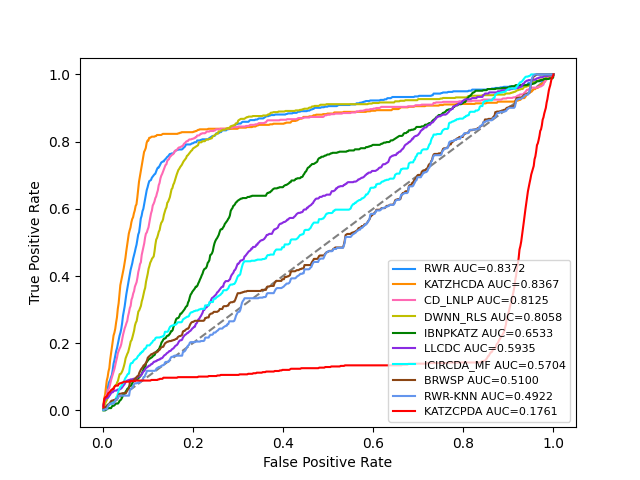 1.0
0.8
0.6
0.4
0.2
0.0
True Positive Rate
RWR AUC=0.8372
KATZHCDA AUC=0.8367
CD_LNLP AUC=0.8125
DWNN_RLS AUC=0.8058
IBNPKATZ AUC=0.6533
LLCDC AUC=0.5935
ICIRCDA_MF AUC=0.5704
BRWSP AUC=0.5100
RWR-KNN AUC=0.4922
KATZCPDA AUC=0.1761
0.0 0.2 0.4 0.6 0.8 1.0
False Positive Rate